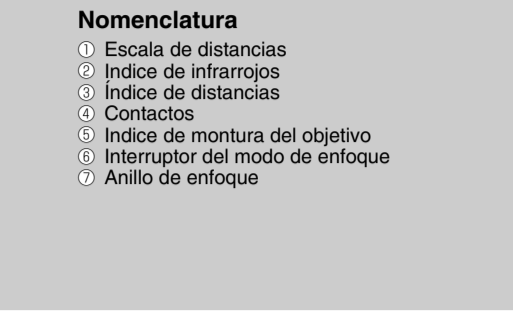 Nomenclatura
① Escala de distancias
② Indice de infrarrojos
③ Índice de distancias
④ Contactos
⑤ Indice de montura del objetivo
⑥ Interruptor del modo de enfoque
⑦ Anillo de enfoque